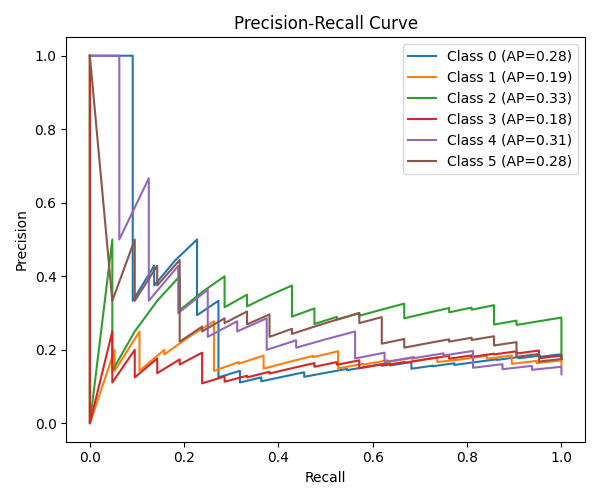 Precision-Recall Curve
Precision
1.0
0.8
0.6
0.4
0.2
0.0
Class 0 (AP=0.28)
Class 1 (AP=0.19)
Class 2 (AP=0.33)
Class 3 (AP=0.18)
Class 4 (AP=0.31)
Class 5 (AP=0.28)
0.0 0.2 0.4 0.6 0.8 1.0
Recall